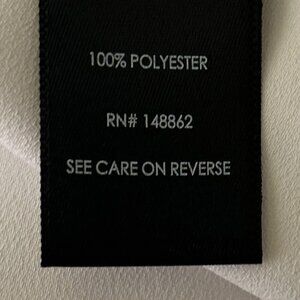 100% POLYESTER
RN# 148862
SEE CARE ON REVERSE